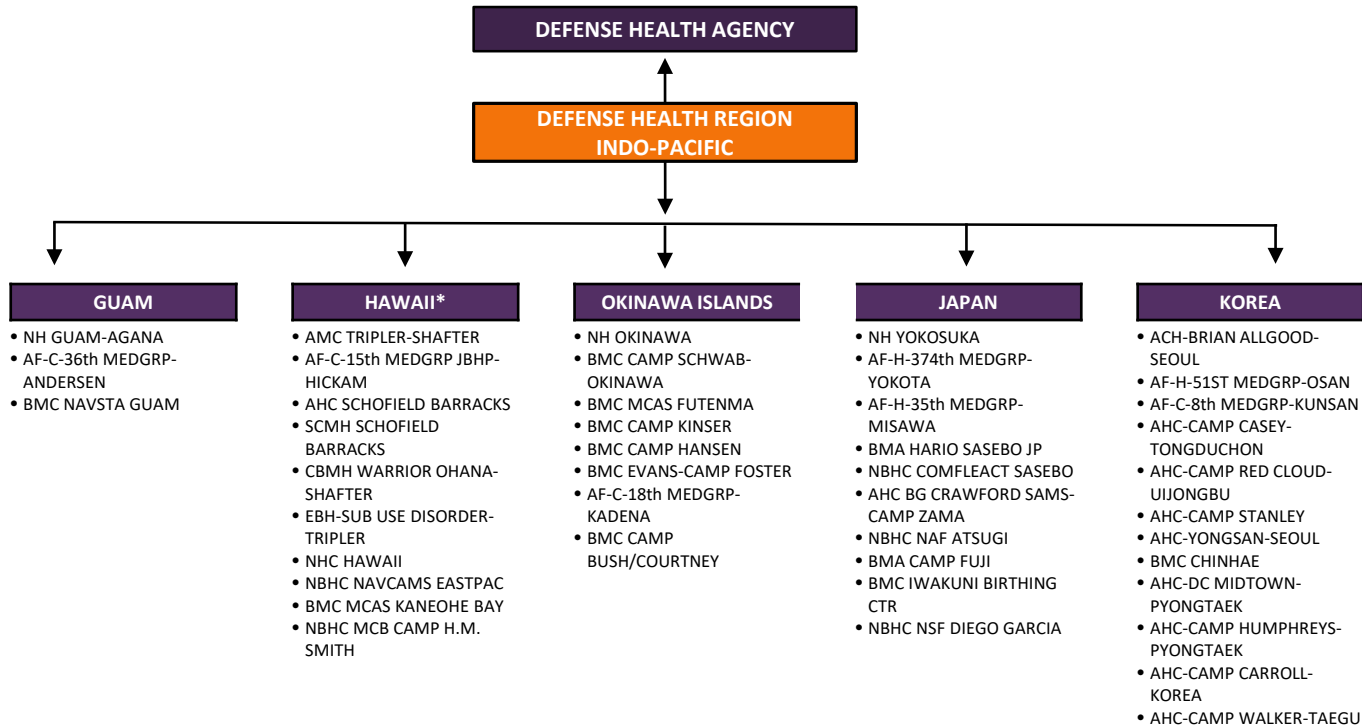 DEFENSE HEALTH AGENCY
DEFENSE HEALTH REGION
INDO-PACIFIC
GUAM
• NH GUAM-AGANA
• AF-C-36th MEDGRP-
ANDERSEN
• BMC NAVSTA GUAM
HAWAII*
• AMC TRIPLER-SHAFTER
• AF-C-15th MEDGRP JBHP-
HICKAM
• AHC SCHOFIELD BARRACKS
• SCMH SCHOFIELD
BARRACKS
• CBMH WARRIOR OHANA-
SHAFTER
• EBH-SUB USE DISORDER-
TRIPLER
• NHC HAWAII
• NBHC NAVCAMS EASTPAC
• BMC MCAS KANEOHE BAY
• NBHC MCB CAMP H.M.
SMITH
OKINAWA ISLANDS
• NH OKINAWA
• BMC CAMP SCHWAB-
OKINAWA
• BMC MCAS FUTENMA
• BMC CAMP KINSER
• BMC CAMP HANSEN
• BMC EVANS-CAMP FOSTER
• AF-C-18th MEDGRP-
KADENA
• BMC CAMP
BUSH/COURTNEY
JAPAN
• NH YOKOSUKA
• AF-H-374th MEDGRP-
YOKOTA
• AF-H-35th MEDGRP-
MISAWA
• BMA HARIO SASEBO JP
• NBHC COMFLEACT SASEBO
• AHC BG CRAWFORD SAMS-
CAMP ZAMA
• NBHC NAF ATSUGI
• BMA CAMP FUJI
• BMC IWAKUNI BIRTHING
CTR
• NBHC NSF DIEGO GARCIA
KOREA
• ACH-BRIAN ALLGOOD-
SEOUL
• AF-H-51ST MEDGRP-OSAN
• AF-C-8th MEDGRP-KUNSAN
• AHC-CAMP CASEY-
TONGDUCHON
• AHC-CAMP RED CLOUD-
UIJONGBU
• AHC-CAMP STANLEY
• AHC-YONGSAN-SEOUL
• BMC CHINHAE
• AHC-DC MIDTOWN-
PYONGTAEK
• AHC-CAMP HUMPHREYS-
PYONGTAEK
• AHC-CAMP CARROLL-
KOREA
• AHC-CAMP WALKER-TAEGU